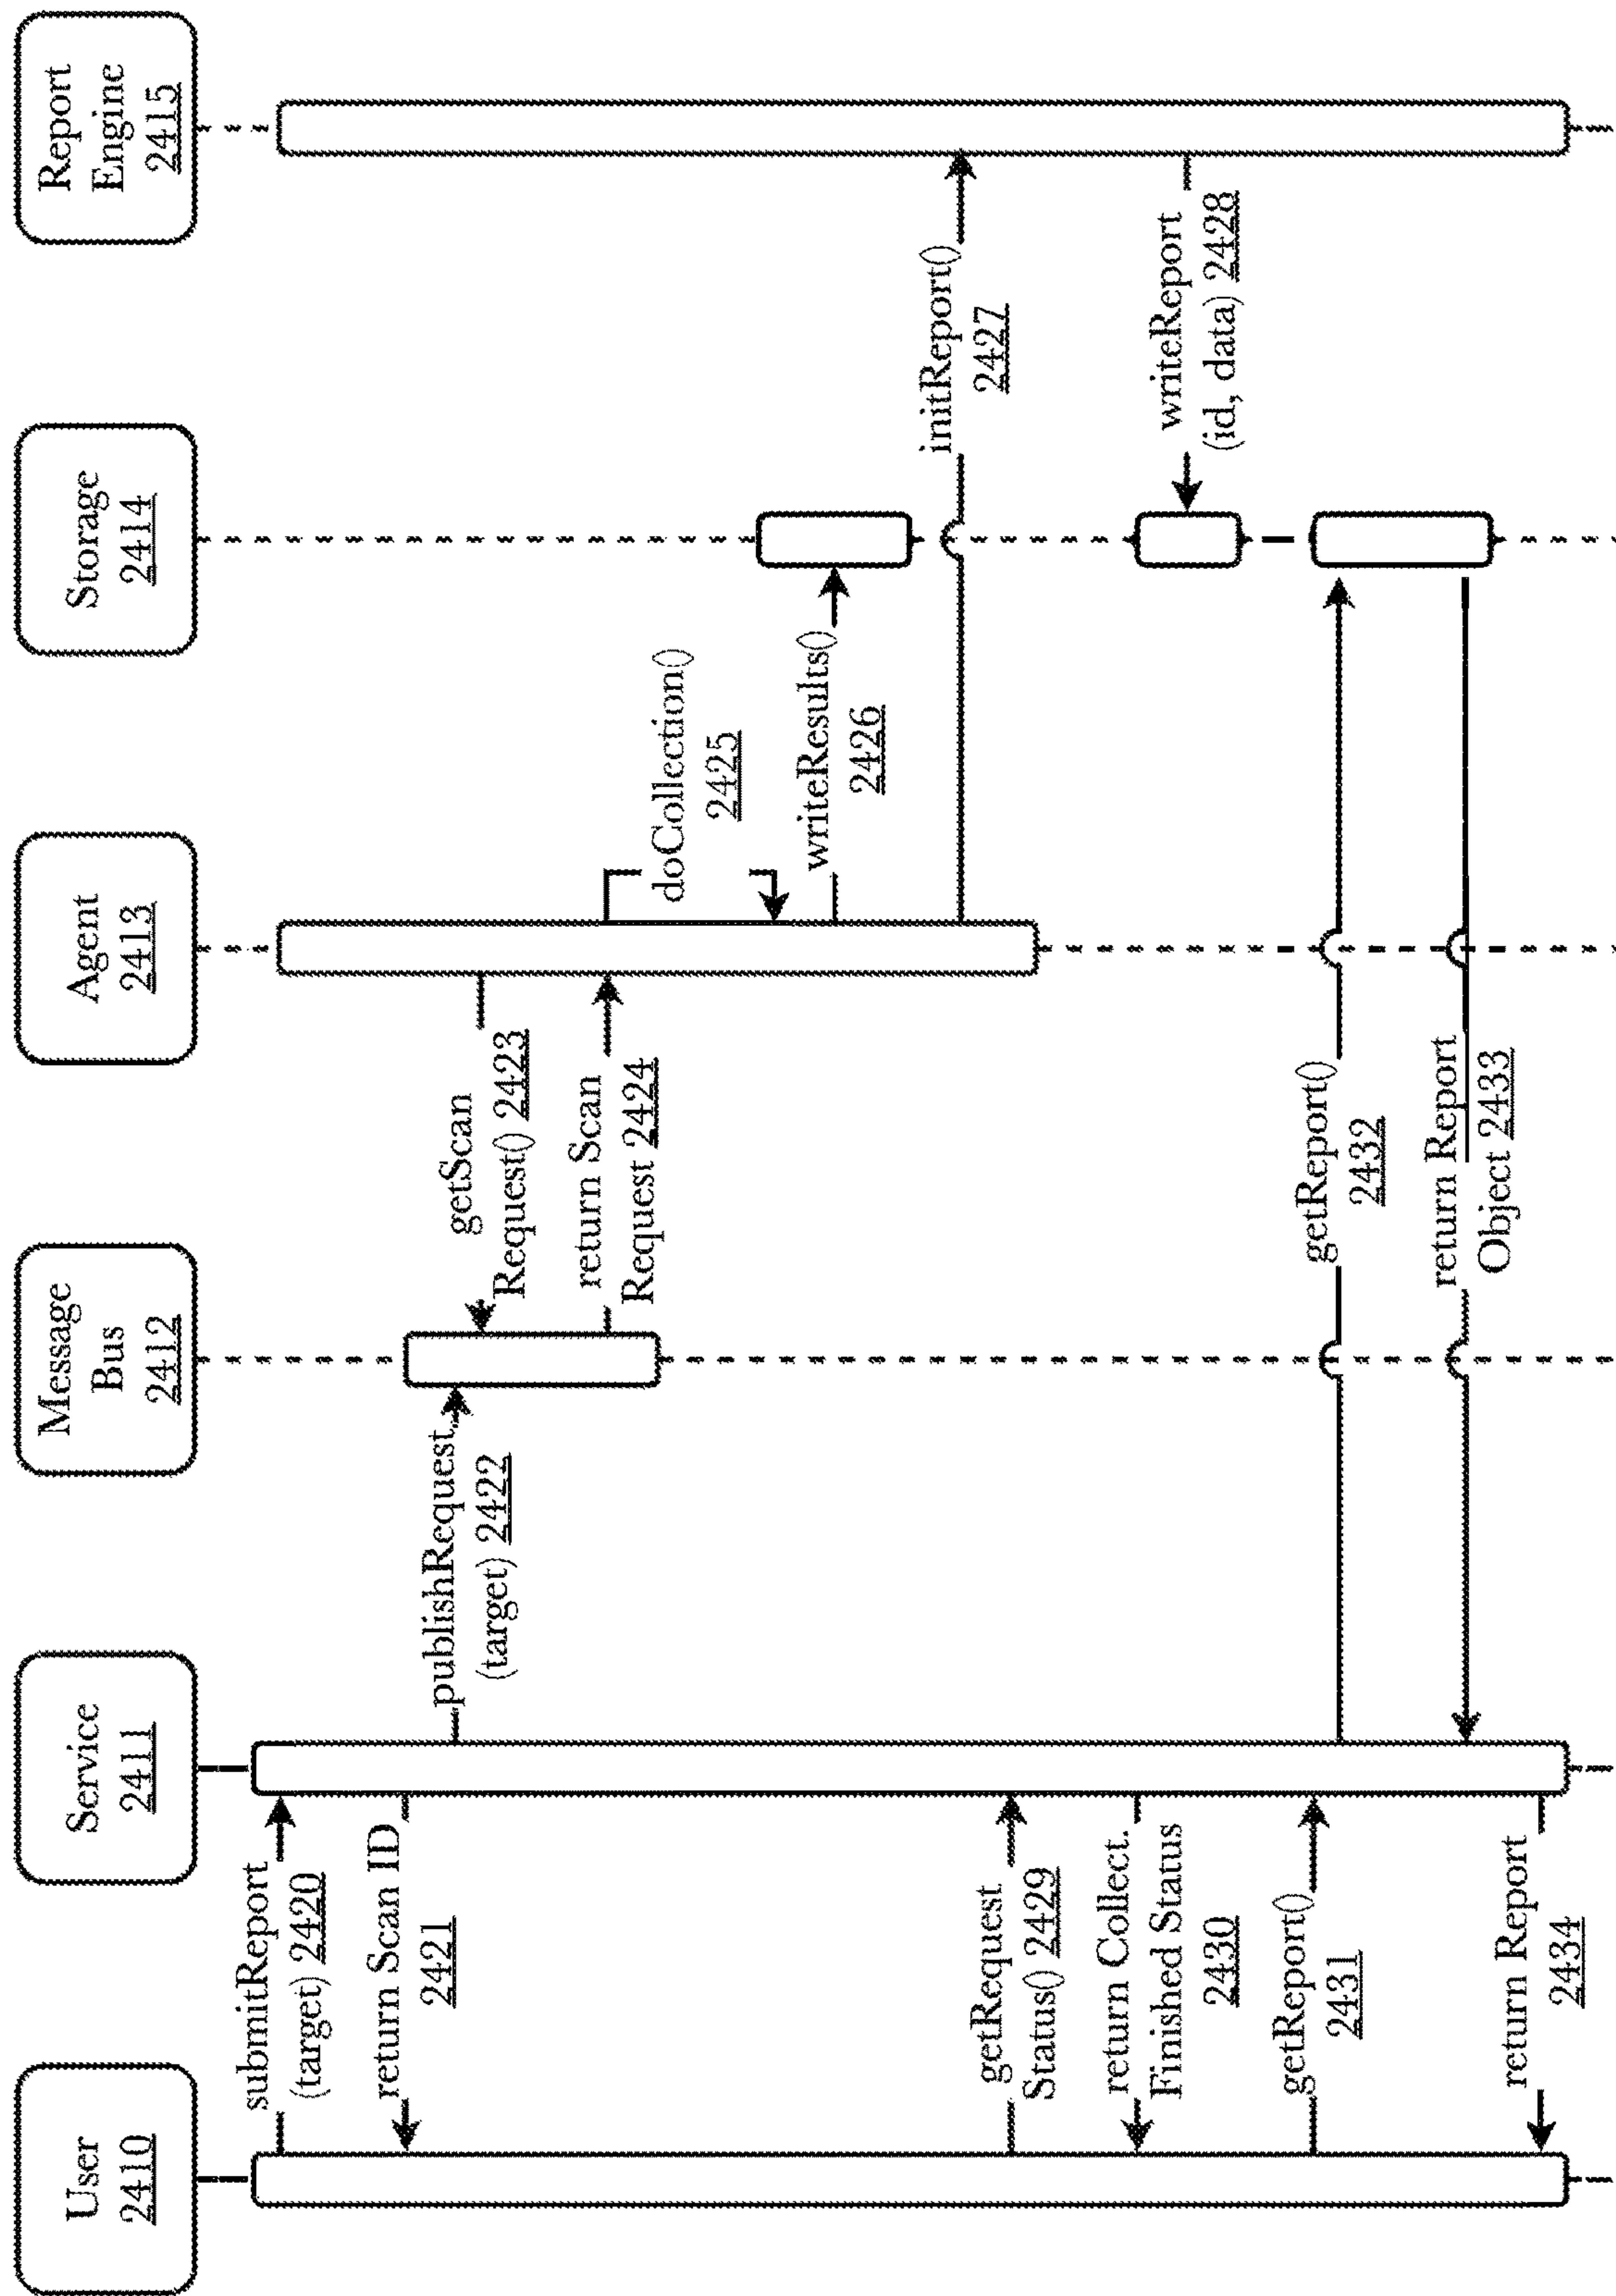 User
2410
Service
2411
Message
Bus
2412
Agent
2413
Storage
2414
Report
Engine
2415
submitReport
(target) 2420
return Scan ID
2421
publishRequest
(target) 2422
getScan
Request() 2423
return Scan
Request 2424
doCollection()
2425
writeResults()
2426
initReport()
2427
writeReport
(id, data) 2428
getRequest
Status() 2429
return Collect.
Finished Status
2430
getReport()
2431
getReport()
2432
return Report
Object 2433
return Report
2434